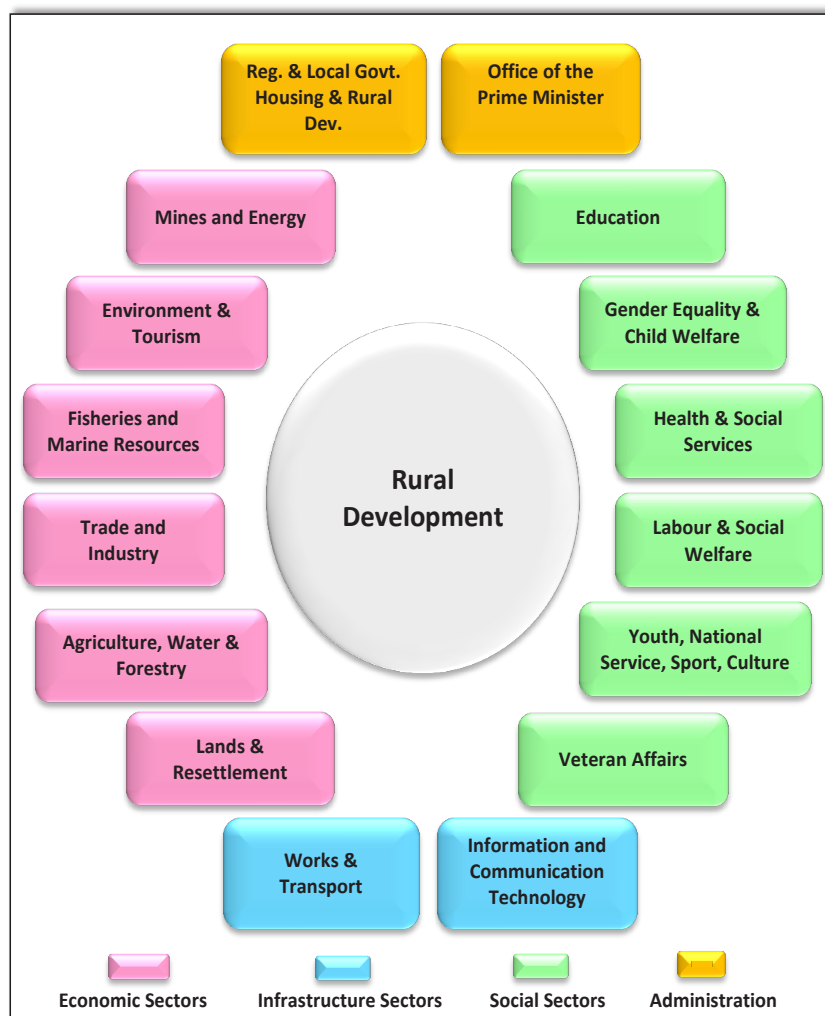 Reg. & Local Govt.
Housing & Rural
Dev.
Office of the
Prime Minister
Mines and Energy
Education
Environment &
Tourism
Gender Equality &
Child Welfare
Fisheries and
Marine Resources
Health & Social
Services
Rural
Development
Trade and
Industry
Labour & Social
Welfare
Agriculture, Water &
Forestry
Youth, National
Service, Sport, Culture
Lands &
Resettlement
Veteran Affairs
Works &
Transport
Information and
Communication
Technology
Economic Sectors
Infrastructure Sectors
Social Sectors
Administration